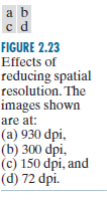 a b
c d
FIGURE 2.23
Effects of
reducing spatial
resolution. The
images shown
are at:
(a) 930 dpi,
(b) 300 dpi,
(c) 150 dpi, and
(d) 72 dpi.